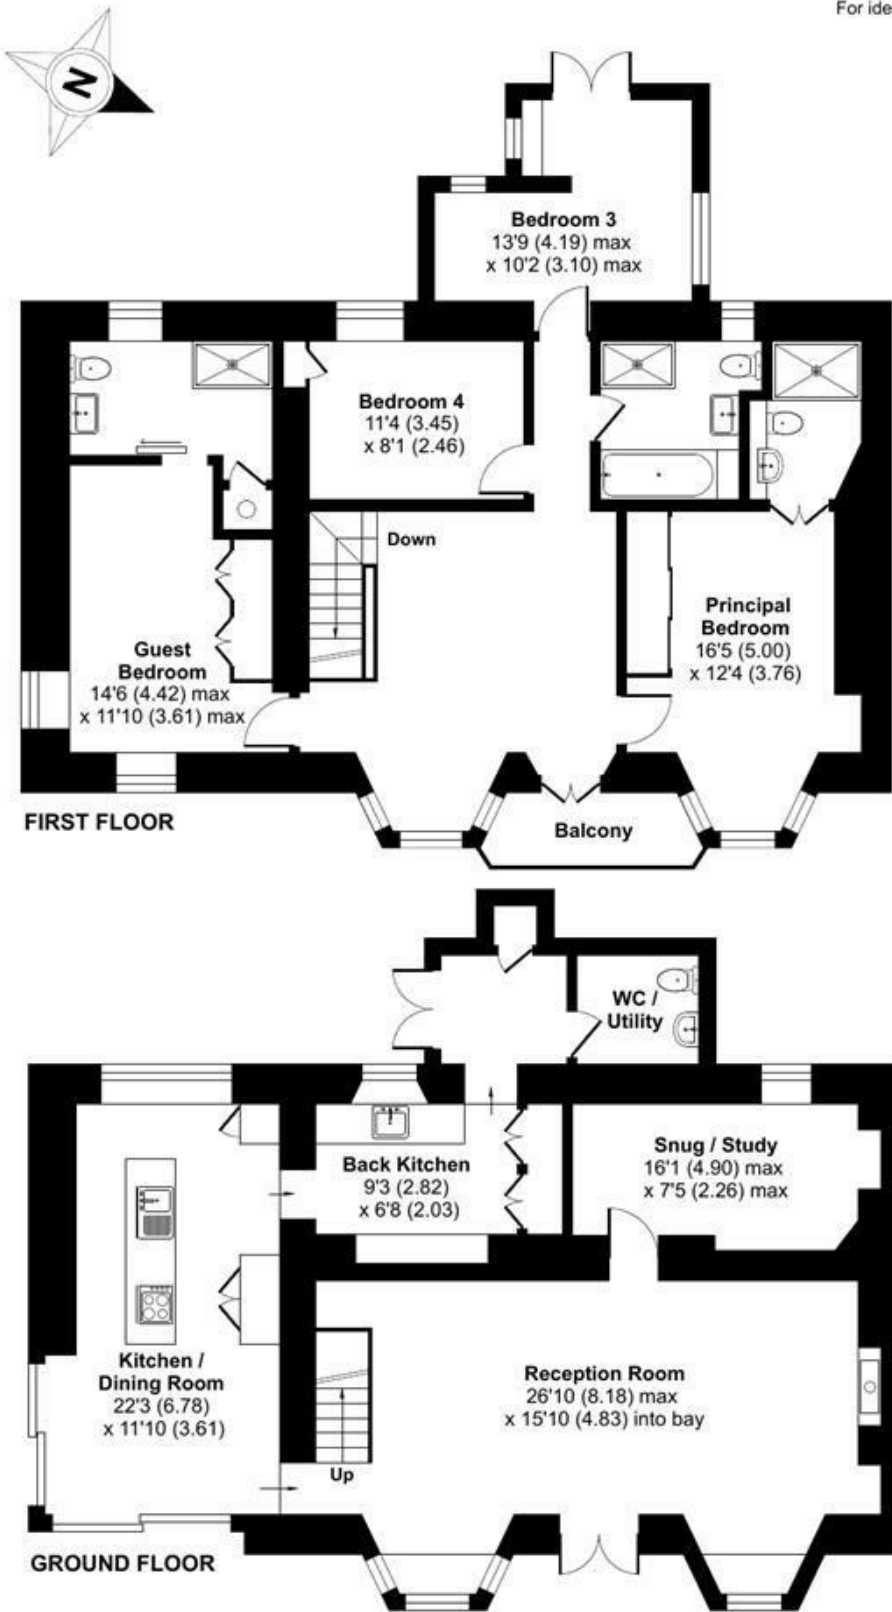 For ide
N
Bedroom 3
13'9 (4.19) max
x 10'2 (3.10) max
Bedroom 4
11'4 (3.45)
x 8'1 (2.46)
Down
Principal
Bedroom
16'5 (5.00)
x 12'4 (3.76)
Guest
Bedroom
14'6 (4.42) max
x 11'10 (3.61) max
FIRST FLOOR
Balcony
WC /
Utility
Back Kitchen
9'3 (2.82)
x 6'8 (2.03)
Snug / Study
16'1 (4.90) max
x 7'5 (2.26) max
Kitchen /
Dining Room
22'3 (6.78)
x 11'10 (3.61)
Reception Room
26'10 (8.18) max
x 15'10 (4.83) into bay
Up
GROUND FLOOR